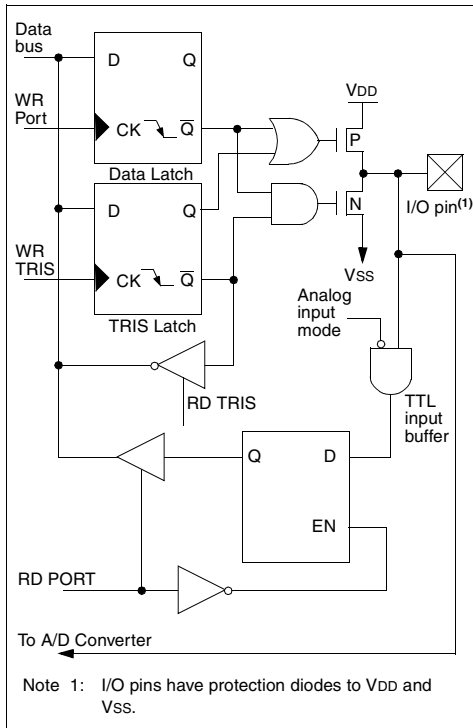 Data
bus
D
Q
VDD
WR
Port
CK
Q
P
Data Latch
D
Q
N
I/O pin(1)
WR
TRIS
CK
Q
VSS
Analog
input
mode
TRIS Latch
TTL
input
buffer
RD TRIS
Q
D
EN
RD PORT
To A/D Converter
Note 1: I/O pins have protection diodes to VDD and
VSS.